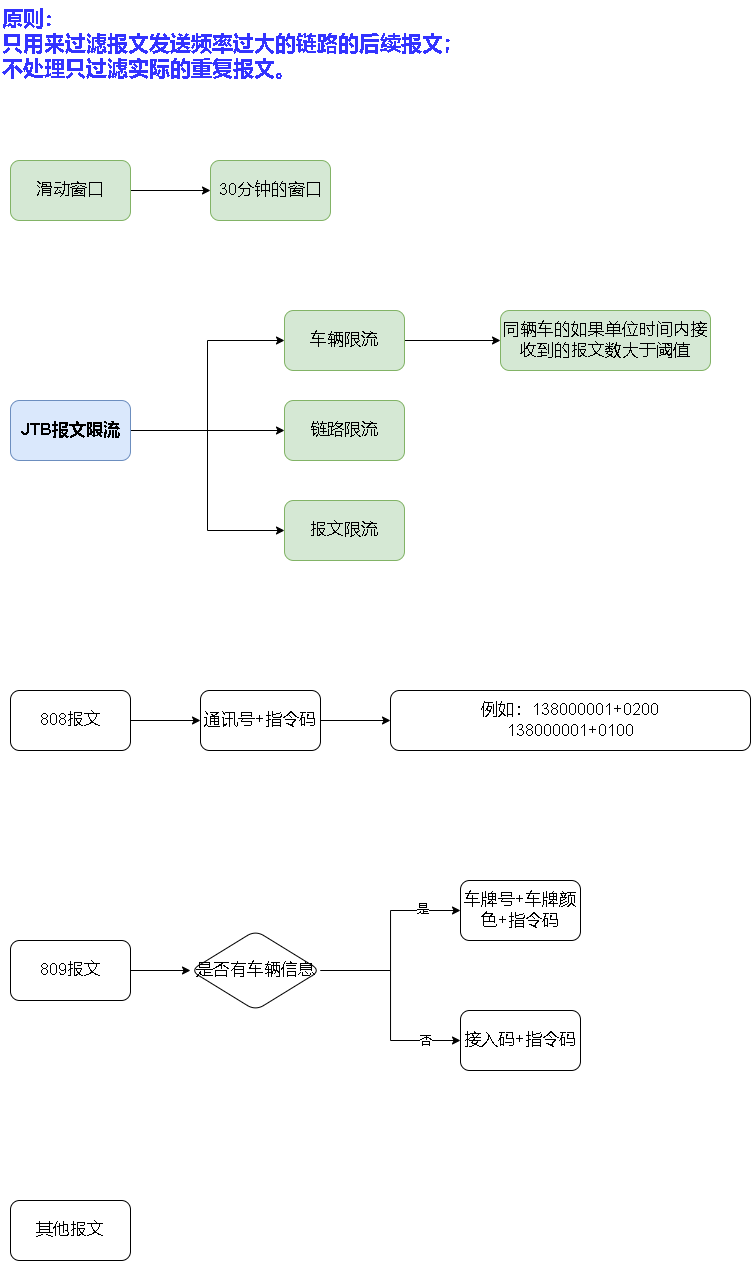 原则：
只用来过滤报文发送频率过大的链路的后续报文；
不处理只过滤实际的重复报文。
滑动窗口
30分钟的窗口
车辆限流
同辆车的如果单位时间内接
收到的报文数大于阈值
JTB报文限流
链路限流
报文限流
808报文
通讯号+指令码
例如：138000001+0200
138000001+0100
809报文
是否有车辆信息
是
车牌号+车牌颜
色+指令码
否
接入码+指令码
其他报文